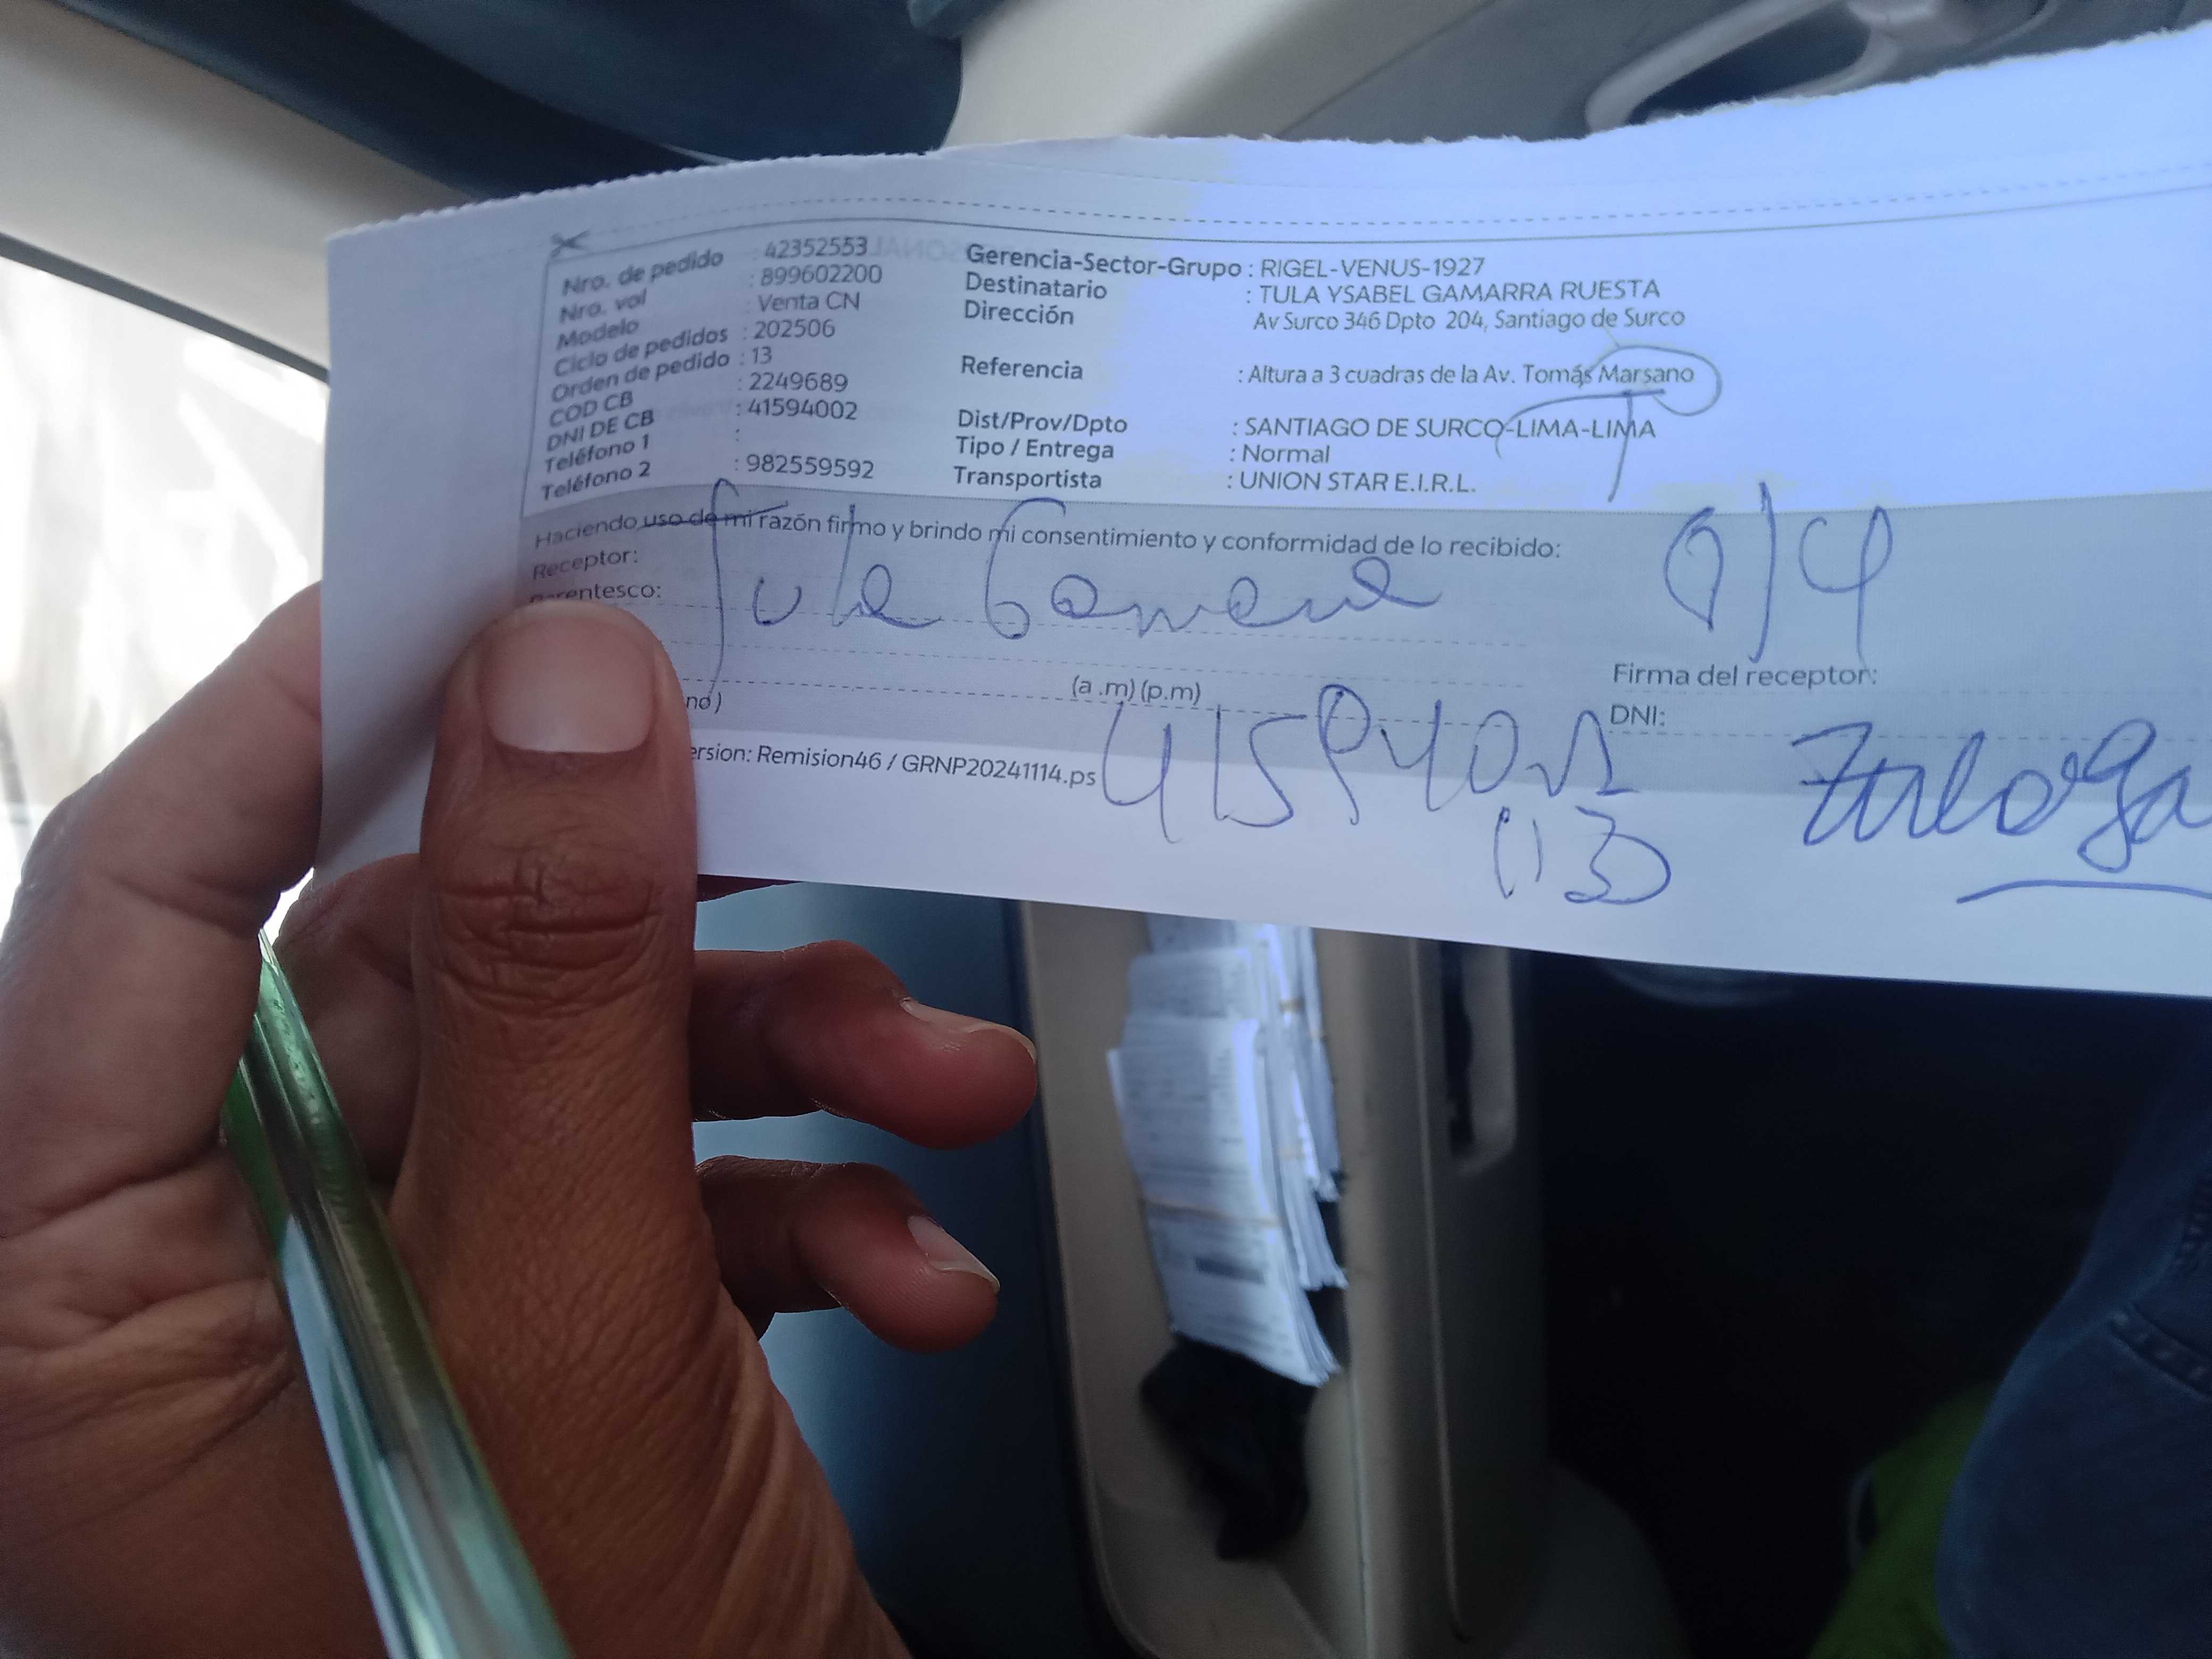 Nro. de pedido : 42352553
Nro. vol : 899602200
Modelo : Venta CN
Ciclo de pedidos : 202506
Orden de pedido : 13
COD CB : 2249689
DNI DE CB : 41594002
Teléfono 1 :
Teléfono 2 : 982559592
Gerencia-Sector-Grupo : RIGEL-VENUS-1927
Destinatario : TULA YSABEL GAMARRA RUESTA
Dirección Av Surco 346 Dpto 204, Santiago de Surco
Referencia : Altura a 3 cuadras de la Av. Tomás Marsano
Dist/Prov/Dpto : SANTIAGO DE SURCO-LIMA-LIMA
Tipo / Entrega : Normal
Transportista : UNION STAR E.I.R.L.
Haciendo uso de mi razón firmo y brindo mi consentimiento y conformidad de lo recibido:
Receptor:
Parentesco:
Tula Gamarra
(a .m) (p.m)
no)
Firma del receptor:
DNI:
ersion: Remision46 / GRNP20241114.ps
41594002
(13)